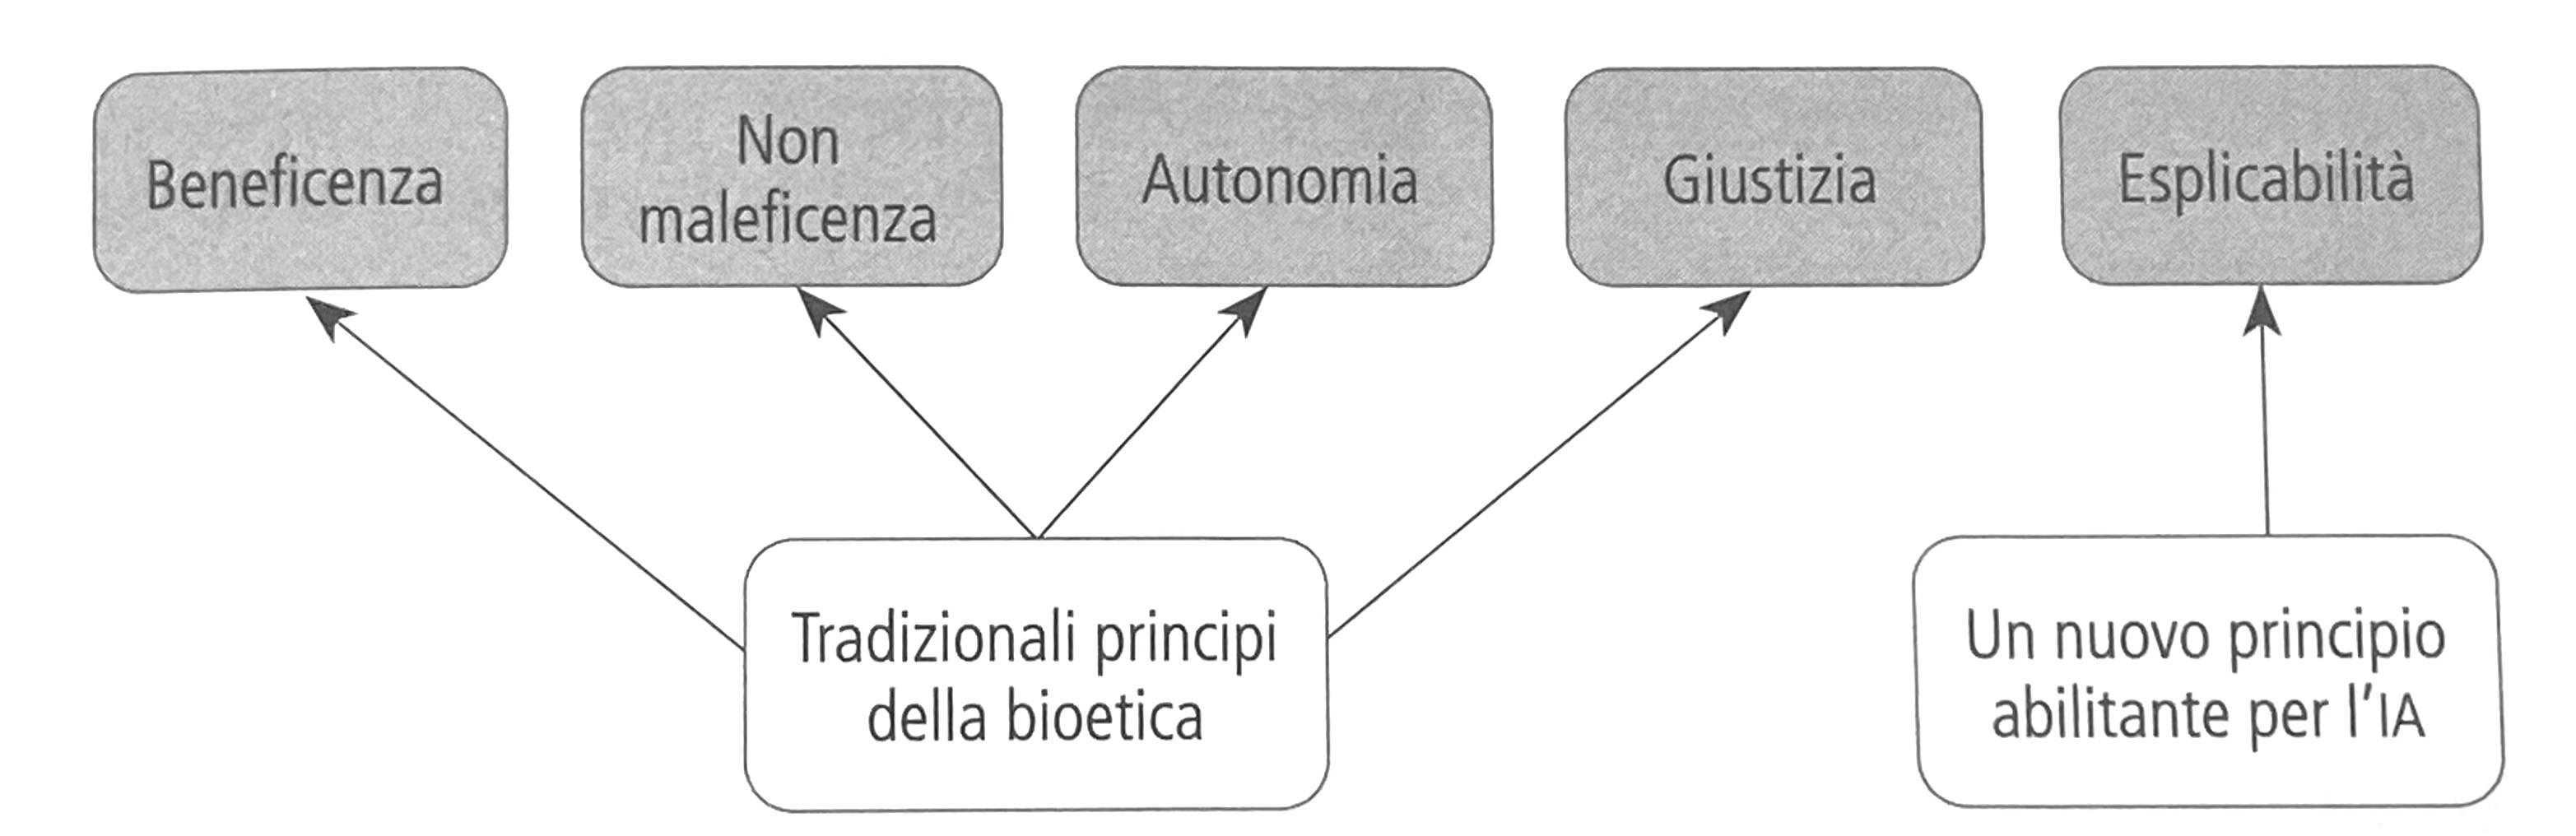 Beneficenza
Non
maleficenza
Autonomia
Giustizia
Esplicabilità
Tradizionali principi
della bioetica
Un nuovo principio
abilitante per l'IA